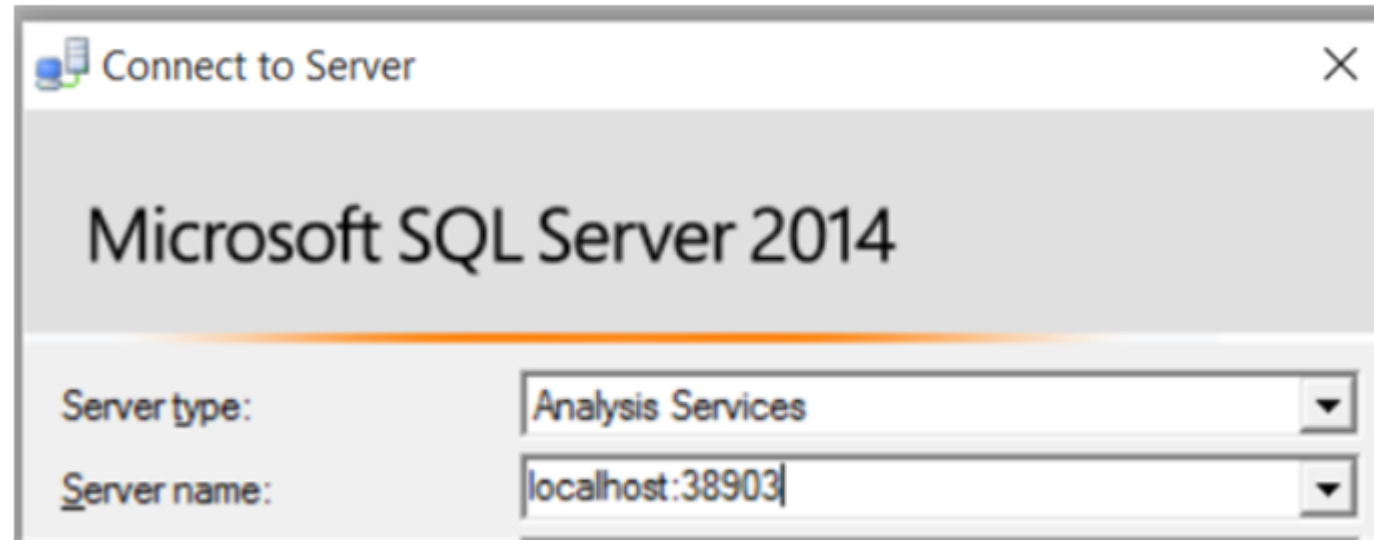 Connect to Server
Microsoft SQL Server 2014
Server type: Analysis Services
Server name: localhost:38903